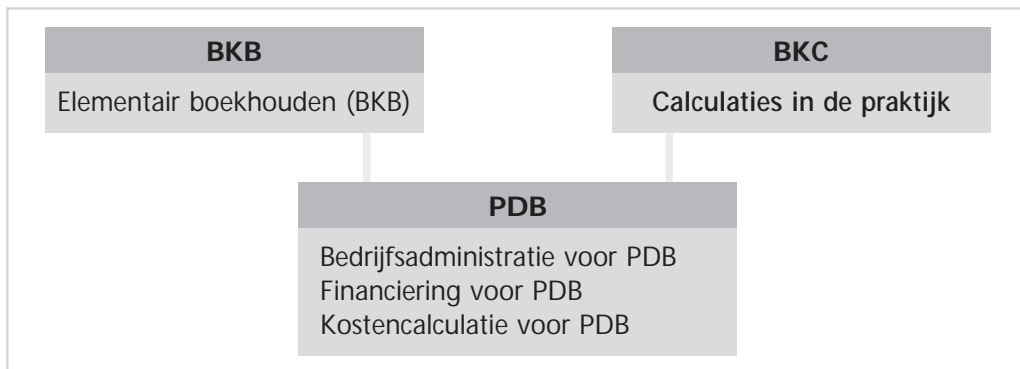 BKB
Elementair boekhouden (BKB)
BKC
Calculaties in de praktijk
PDB
Bedrijfsadministratie voor PDB
Financiering voor PDB
Kostencalculatie voor PDB